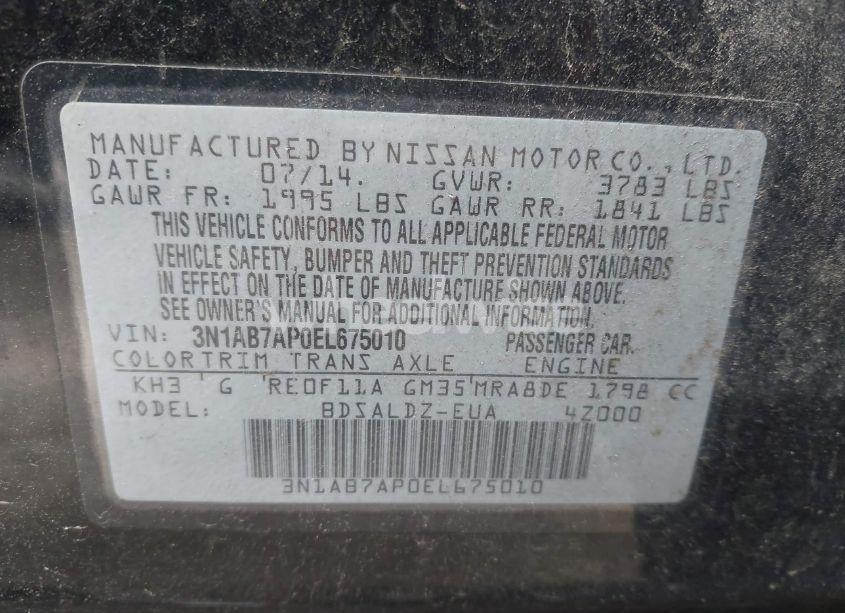 MANUFACTURED BY NISSAN MOTOR CO., LTD.
DATE: 07/14. GVWR: 3783 LBS
GAWR FR: 1995 LBS GAWR RR: 1841 LBS
THIS VEHICLE CONFORMS TO ALL APPLICABLE FEDERAL MOTOR
VEHICLE SAFETY, BUMPER AND THEFT PREVENTION STANDARDS
IN EFFECT ON THE DATE OF MANUFACTURE SHOWN ABOVE.
SEE OWNER'S MANUAL FOR ADDITIONAL INFORMATION.
VIN: 3N1AB7AP0EL675010 PASSENGER CAR.
COLORTRIM TRANS AXLE ENGINE
KH3 G RE0F11A GM35 MRA8DE 1798 CC
MODEL: BDSALDZ-EUA 4Z000
3N1AB7AP0EL675010